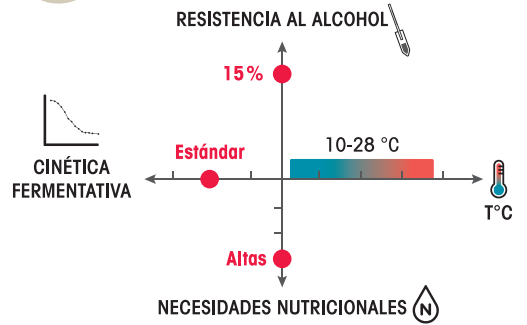 RESISTENCIA AL ALCOHOL
15%
10-28 °C
Estándar
CINÉTICA
FERMENTATIVA
T°C
Altas
NECESIDADES NUTRICIONALES
N